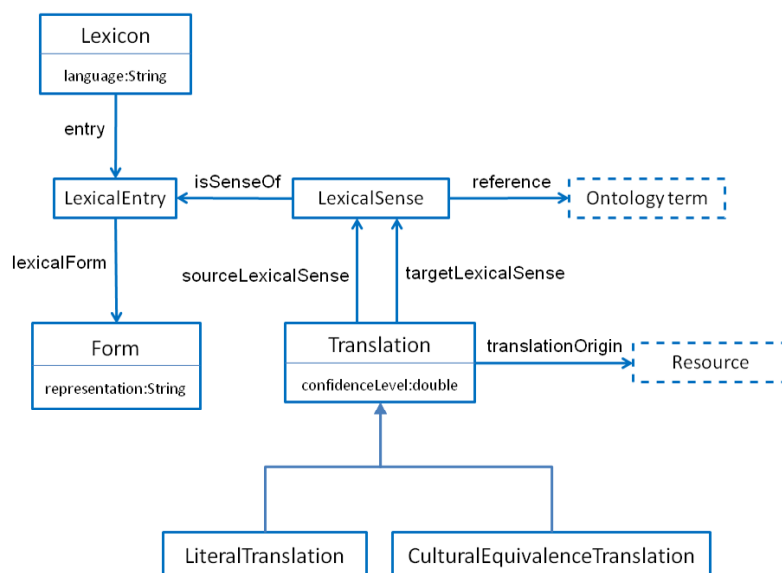 Lexicon
language:String
entry
isSenseOf
reference
LexicalEntry
LexicalSense
Ontology term
lexicalForm
sourceLexicalSense
targetLexicalSense
Form
representation:String
Translation
confidenceLevel:double
translationOrigin
Resource
LiteralTranslation
CulturalEquivalenceTranslation